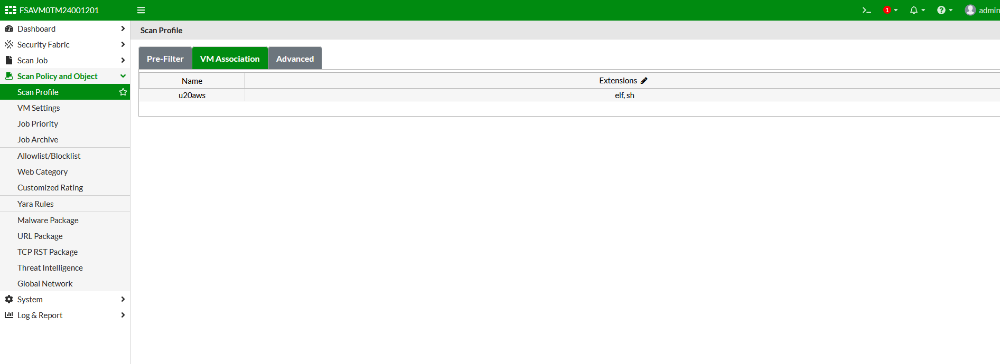 FSAVM0TM24001201
1
admin
Dashboard
Security Fabric
Scan Job
Scan Policy and Object
Scan Profile
VM Settings
Job Priority
Job Archive
Allowlist/Blocklist
Web Category
Customized Rating
Yara Rules
Malware Package
URL Package
TCP RST Package
Threat Intelligence
Global Network
System
Log & Report
Scan Profile
Pre-Filter VM Association Advanced
Name Extensions
u20aws elf, sh